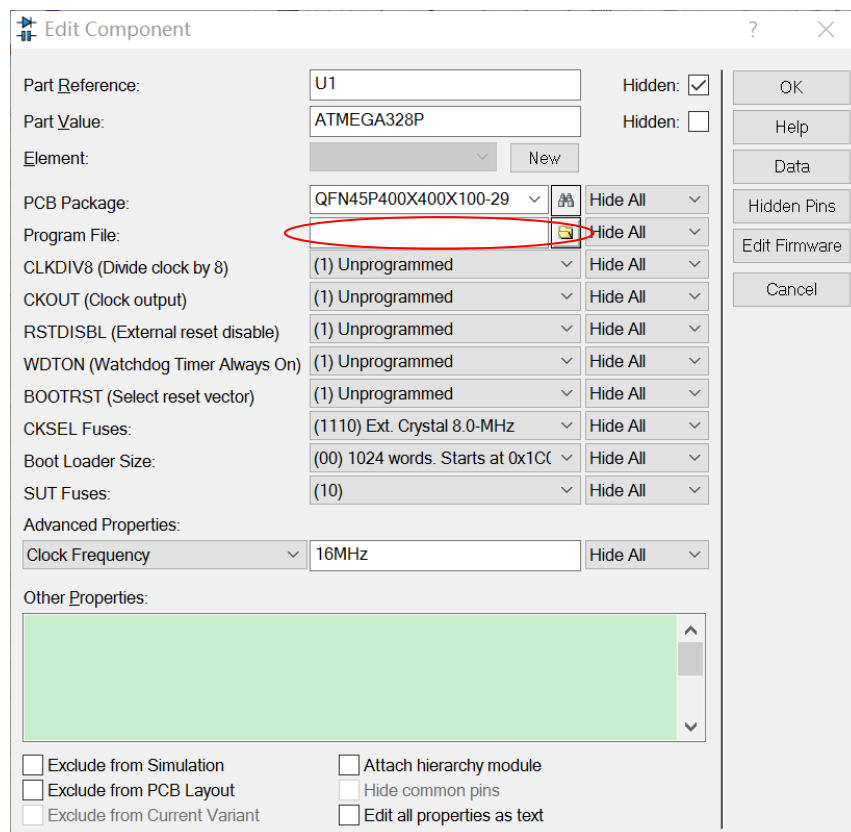 Edit Component ?
Part Reference: U1 Hidden: OK
Part Value: ATMEGA328P Hidden: Help
Element: New Data
PCB Package: QFN45P400X400X100-29 Hide All Hidden Pins
Program File: Hide All Edit Firmware
CLKDIV8 (Divide clock by 8) (1) Unprogrammed Hide All
CKOUT (Clock output) (1) Unprogrammed Hide All Cancel
RSTDISBL (External reset disable) (1) Unprogrammed Hide All
WDTON (Watchdog Timer Always On) (1) Unprogrammed Hide All
BOOTRST (Select reset vector) (1) Unprogrammed Hide All
CKSEL Fuses: (1110) Ext. Crystal 8.0-MHz Hide All
Boot Loader Size: (00) 1024 words. Starts at 0x1C Hide All
SUT Fuses: (10) Hide All
Advanced Properties:
Clock Frequency 16MHz Hide All
Other Properties:
Exclude from Simulation Attach hierarchy module
Exclude from PCB Layout Hide common pins
Exclude from Current Variant Edit all properties as text